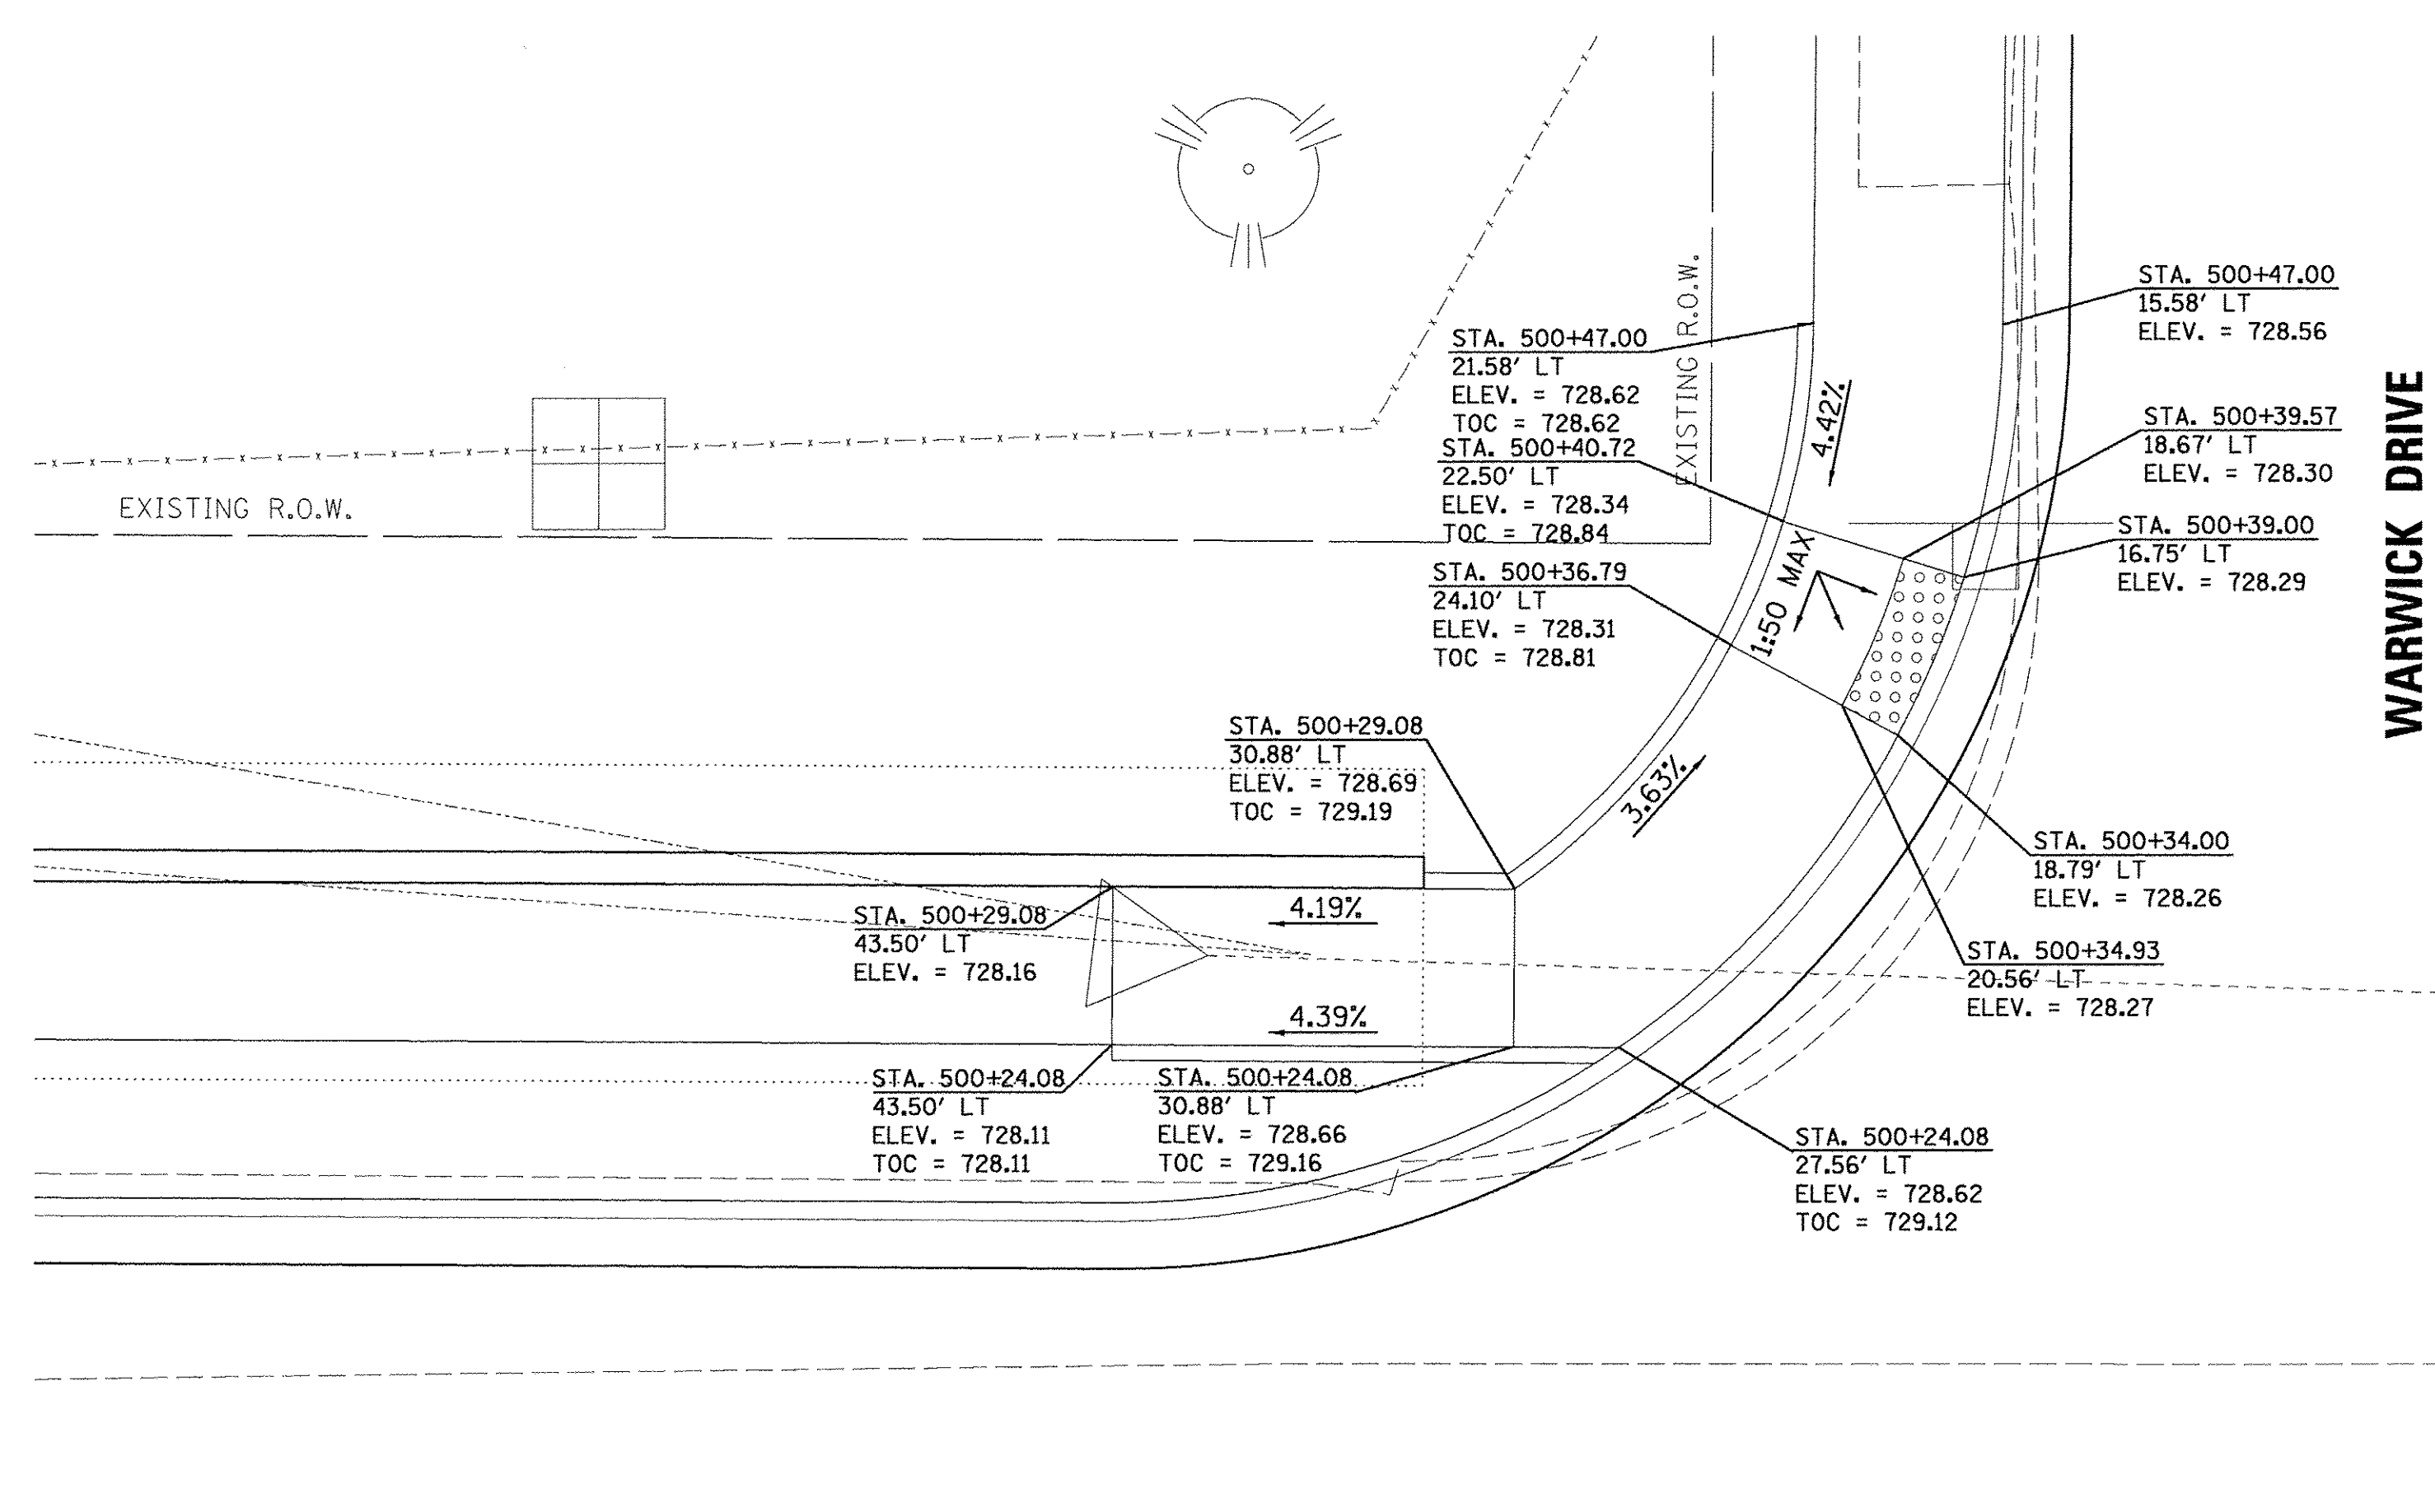 STA. 500+47.00
15.58' LT
ELEV. = 728.56
STA. 500+47.00
21.58' LT
ELEV. = 728.62
TOC = 728.62
EXISTING R.O.W.
4.42%
WARWICK DRIVE
STA. 500+39.57
18.67' LT
ELEV. = 728.30
STA. 500+40.72
22.50' LT
ELEV. = 728.34
TOC = 728.84
EXISTING R.O.W.
STA. 500+39.00
16.75' LT
ELEV. = 728.29
1:50 MAX
STA. 500+36.79
24.10' LT
ELEV. = 728.31
TOC = 728.81
STA. 500+29.08
30.88' LT
ELEV. = 728.69
TOC = 729.19
3.63%
STA. 500+34.00
18.79' LT
ELEV. = 728.26
STA. 500+29.08
43.50' LT
ELEV. = 728.16
4.19%
STA. 500+34.93
20.56' LT
ELEV. = 728.27
4.39%
STA. 500+24.08
43.50' LT
ELEV. = 728.11
TOC = 728.11
STA. 500+24.08
30.88' LT
ELEV. = 728.66
TOC = 729.16
STA. 500+24.08
27.56' LT
ELEV. = 728.62
TOC = 729.12